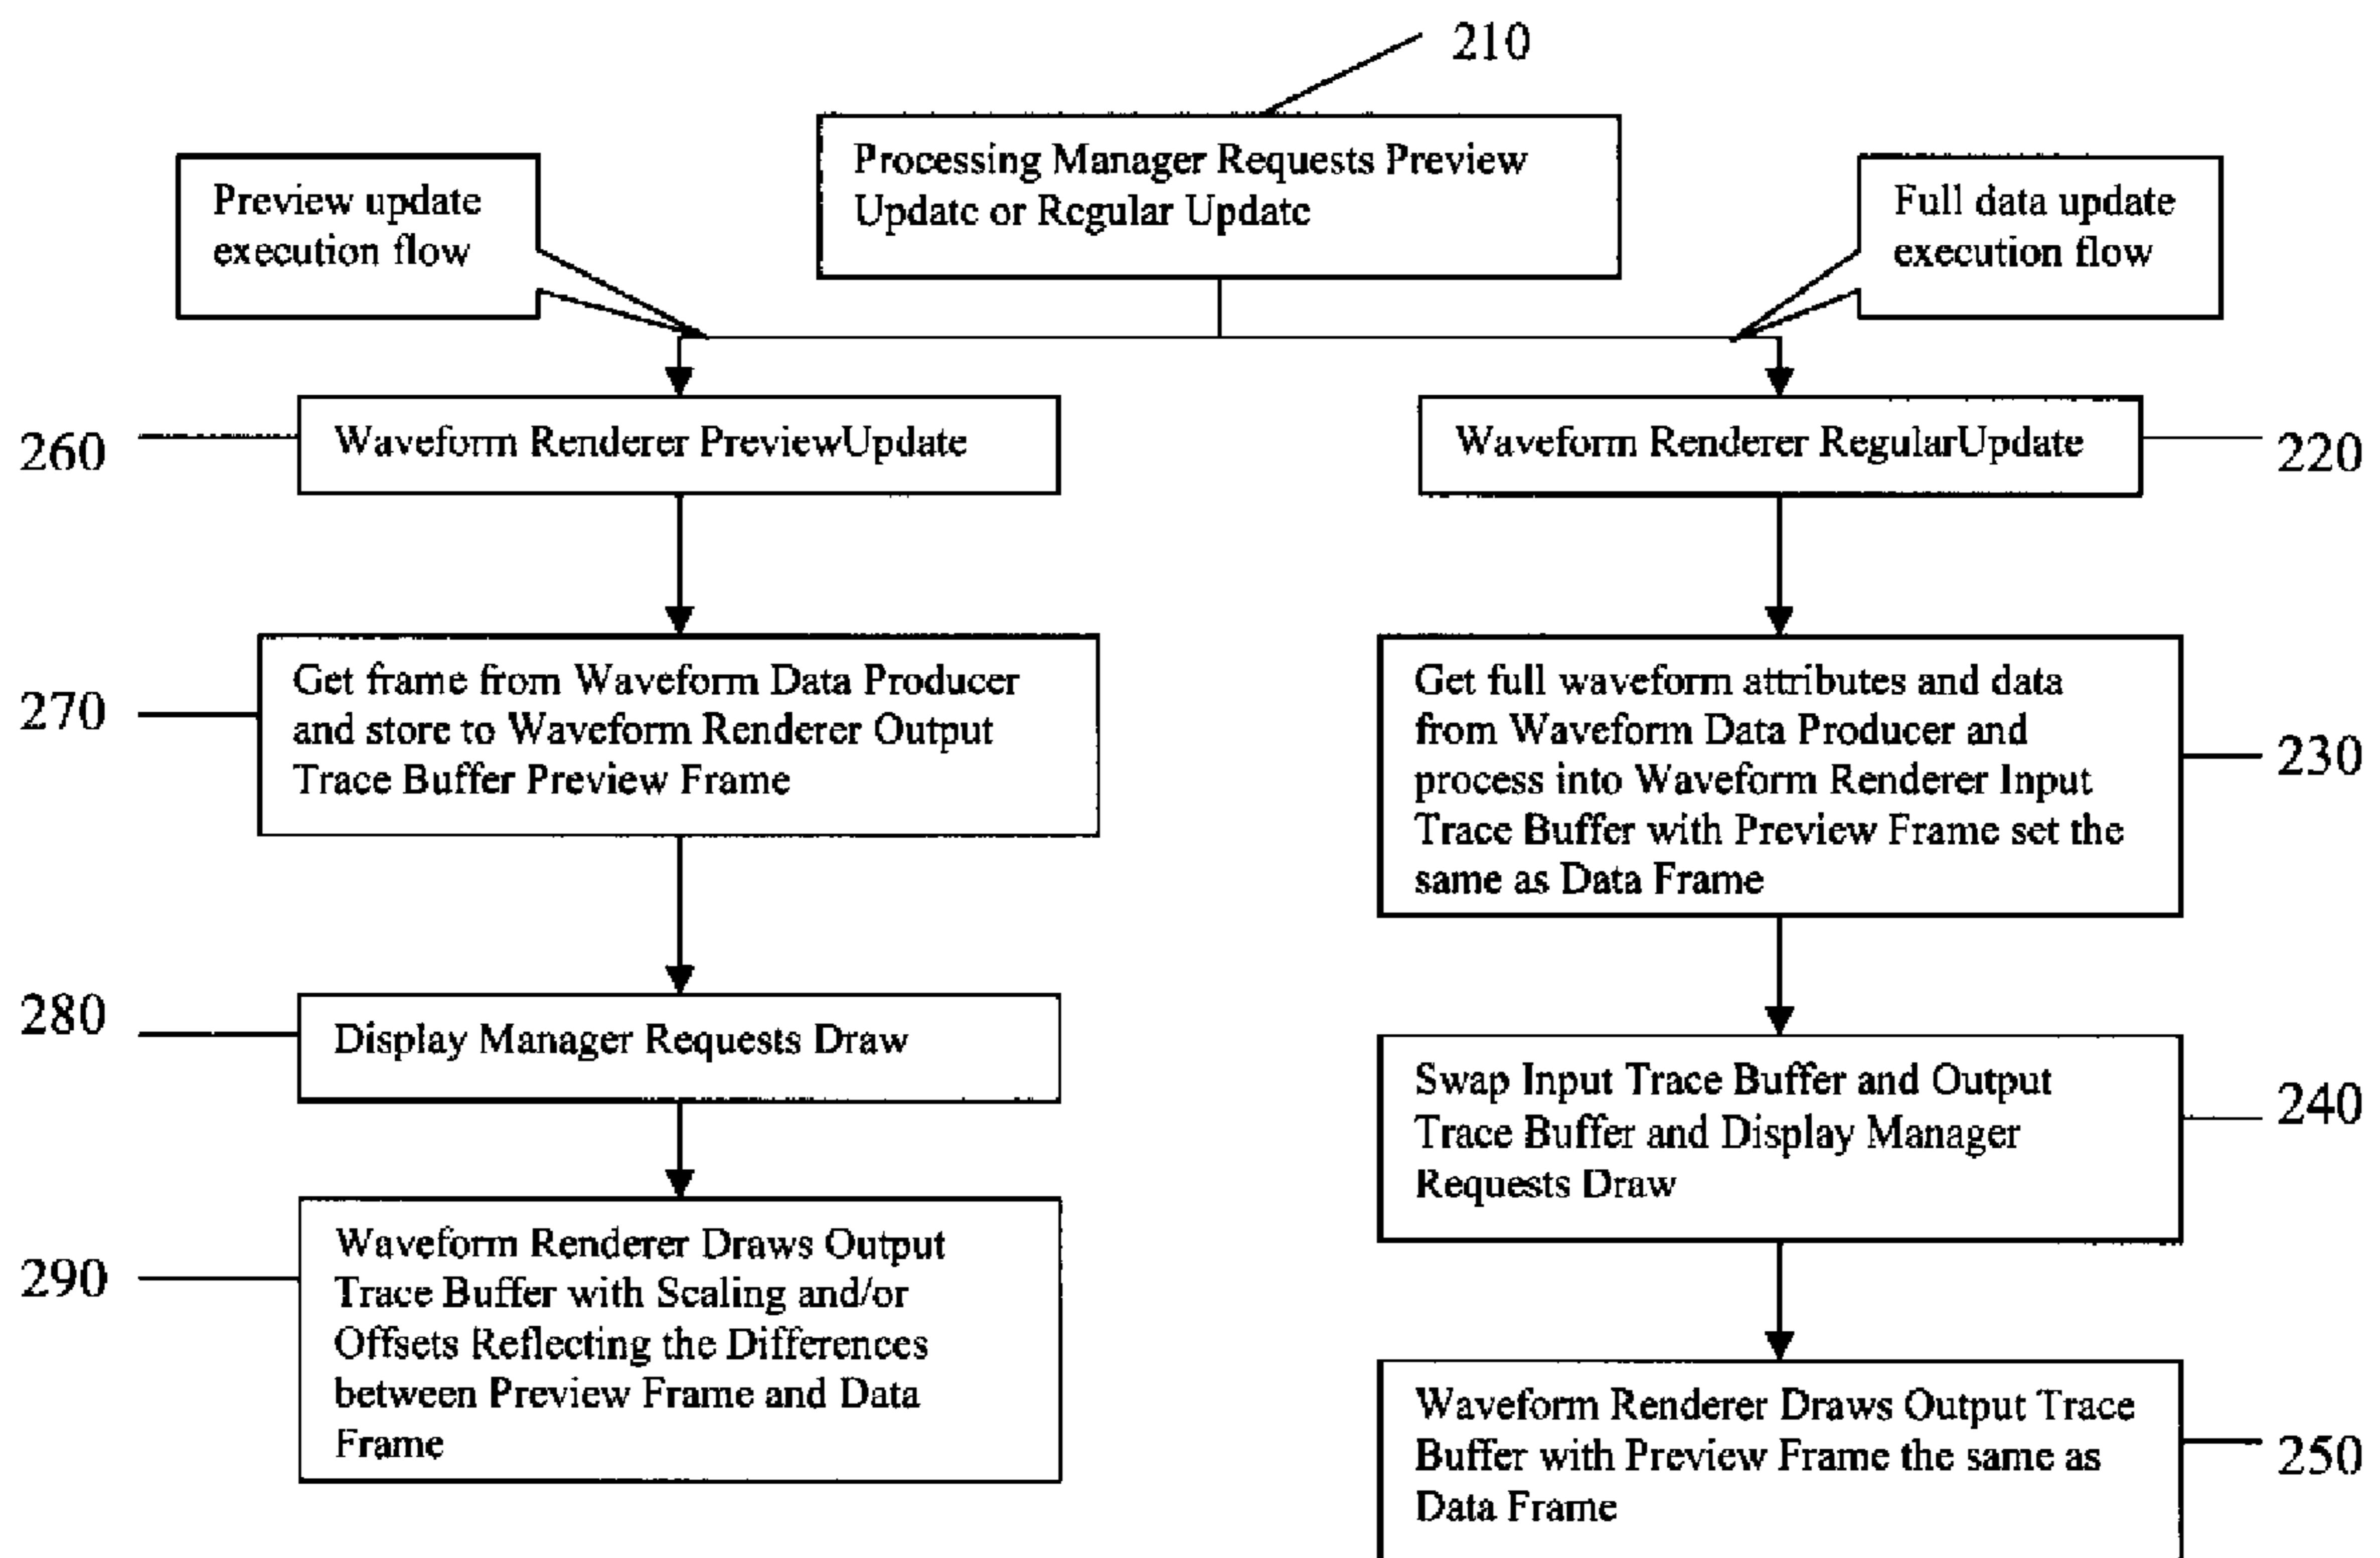 210
Processing Manager Requests Preview
Update or Regular Update
Preview update
execution flow
Full data update
execution flow
260
Waveform Renderer PreviewUpdate
Waveform Renderer RegularUpdate
220
270
Get frame from Waveform Data Producer
and store to Waveform Renderer Output
Trace Buffer Preview Frame
Get full waveform attributes and data
from Waveform Data Producer and
process into Waveform Renderer Input
Trace Buffer with Preview Frame set the
same as Data Frame
230
280
Display Manager Requests Draw
Swap Input Trace Buffer and Output
Trace Buffer and Display Manager
Requests Draw
240
290
Waveform Renderer Draws Output
Trace Buffer with Scaling and/or
Offsets Reflecting the Differences
between Preview Frame and Data
Frame
Waveform Renderer Draws Output Trace
Buffer with Preview Frame the same as
Data Frame
250